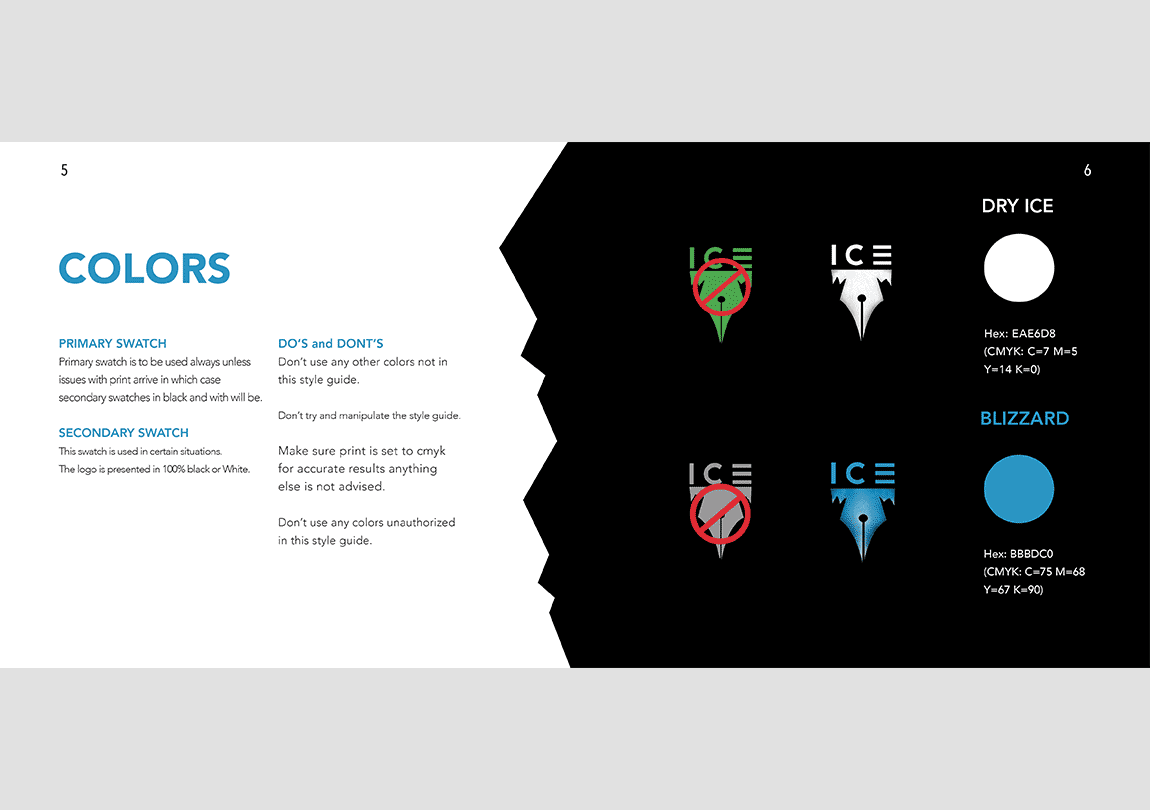 5
COLORS
PRIMARY SWATCH
Primary swatch is to be used always unless
issues with print arrive in which case
secondary swatches in black and with will be.
SECONDARY SWATCH
This swatch is used in certain situations.
The logo is presented in 100% black or White.
DO'S and DONT'S
Don't use any other colors not in
this style guide.
Don't try and manipulate the style guide.
Make sure print is set to cmyk
for accurate results anything
else is not advised.
Don't use any colors unauthorized
in this style guide.
6
ICE
ICE
DRY ICE
Hex: EAE6D8
(CMYK: C=7 M=5
Y=14 K=0)
ICE
ICE
BLIZZARD
Hex: BBBDC0
(CMYK: C=75 M=68
Y=67 K=90)